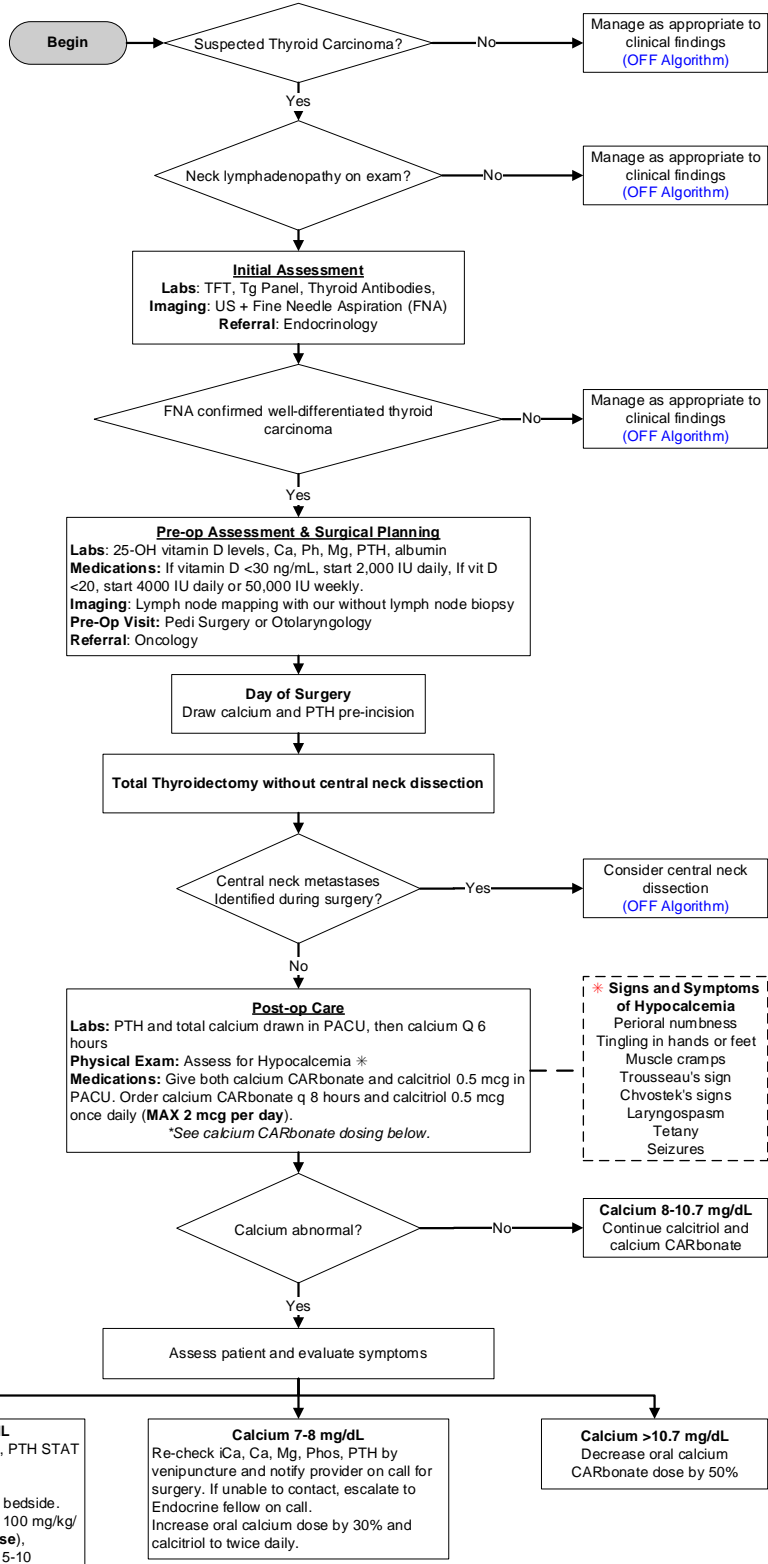 Begin
Suspected Thyroid Carcinoma?
No
Manage as appropriate to
clinical findings
(OFF Algorithm)
Yes
Neck lymphadenopathy on exam?
No
Manage as appropriate to
clinical findings
(OFF Algorithm)
Initial Assessment
Labs: TFT, Tg Panel, Thyroid Antibodies,
Imaging: US + Fine Needle Aspiration (FNA)
Referral: Endocrinology
FNA confirmed well-differentiated thyroid
carcinoma
No
Manage as appropriate to
clinical findings
(OFF Algorithm)
Yes
Pre-op Assessment & Surgical Planning
Labs: 25-OH vitamin D levels, Ca, Ph, Mg, PTH, albumin
Medications: If vitamin D <30 ng/mL, start 2,000 IU daily, If vit D
<20, start 4000 IU daily or 50,000 IU weekly.
Imaging: Lymph node mapping with our without lymph node biopsy
Pre-Op Visit: Pedi Surgery or Otolaryngology
Referral: Oncology
Day of Surgery
Draw calcium and PTH pre-incision
Total Thyroidectomy without central neck dissection
Central neck metastases
Identified during surgery?
Yes
Consider central neck
dissection
(OFF Algorithm)
No
Post-op Care
Labs: PTH and total calcium drawn in PACU, then calcium Q 6
hours
Physical Exam: Assess for Hypocalcemia ✳
Medications: Give both calcium CARbonate and calcitriol 0.5 mcg in
PACU. Order calcium CARbonate q 8 hours and calcitriol 0.5 mcg
once daily (MAX 2 mcg per day).
*See calcium CARbonate dosing below.
✳ Signs and Symptoms
of Hypocalcemia
Perioral numbness
Tingling in hands or feet
Muscle cramps
Trousseau's sign
Chvostek's signs
Laryngospasm
Tetany
Seizures
Calcium abnormal?
No
Calcium 8-10.7 mg/dL
Continue calcitriol and
calcium CARbonate
Yes
Assess patient and evaluate symptoms
L
, PTH STAT
bedside.
100 mg/kg/
se),
5-10
Calcium 7-8 mg/dL
Re-check iCa, Ca, Mg, Phos, PTH by
venipuncture and notify provider on call for
surgery. If unable to contact, escalate to
Endocrine fellow on call.
Increase oral calcium dose by 30% and
calcitriol to twice daily.
Calcium >10.7 mg/dL
Decrease oral calcium
CARbonate dose by 50%